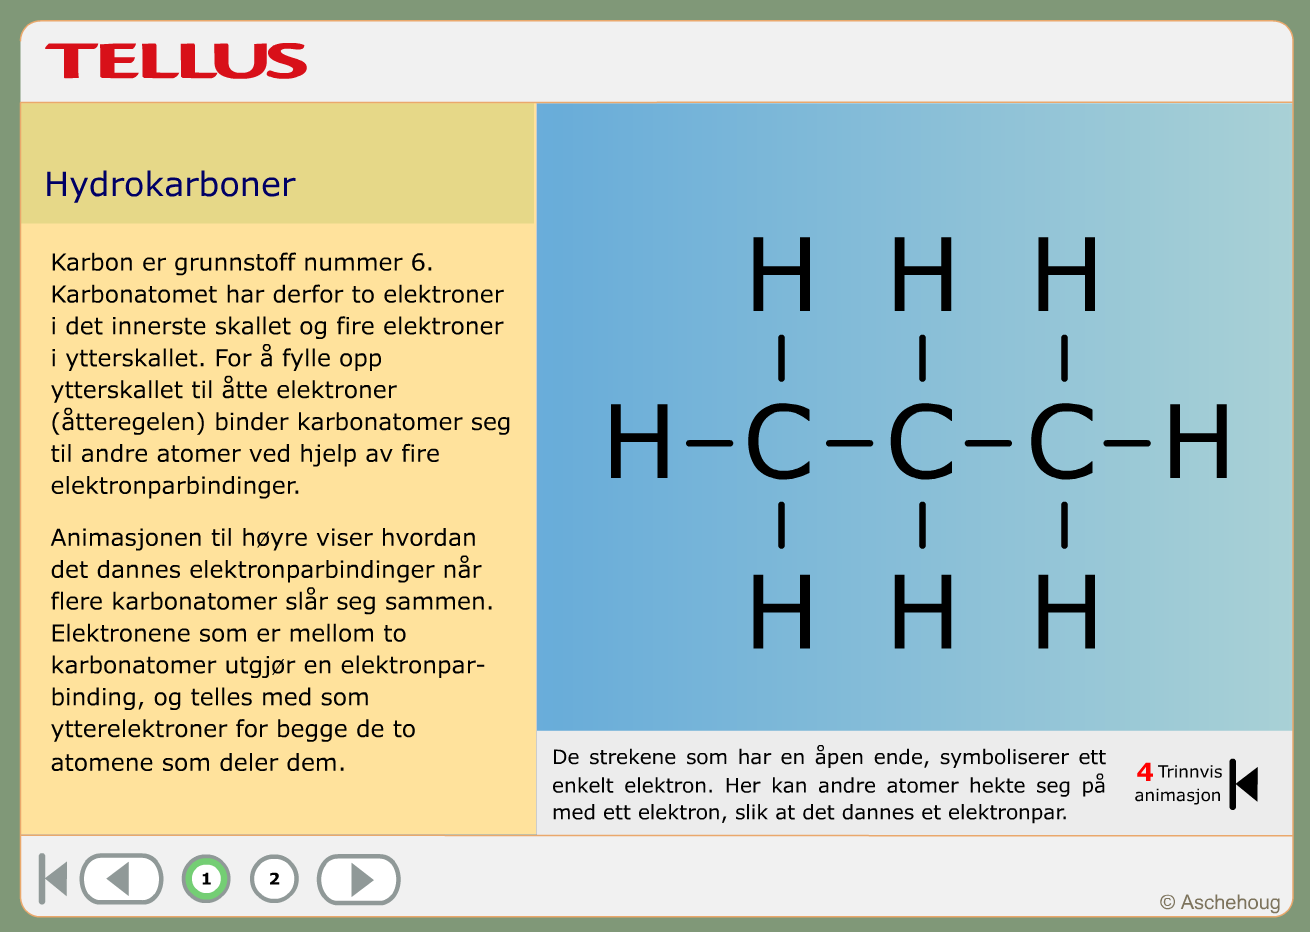 TELLUS
Hydrokarboner
Karbon er grunnstoff nummer 6.
Karbonatomet har derfor to elektroner
i det innerste skallet og fire elektroner
i ytterskallet. For å fylle opp
ytterskallet til åtte elektroner
(åtteregelen) binder karbonatomer seg
til andre atomer ved hjelp av fire
elektronparbindinger.
Animasjonen til høyre viser hvordan
det dannes elektronparbindinger når
flere karbonatomer slår seg sammen.
Elektronene som er mellom to
karbonatomer utgjør en elektronpar-
binding, og telles med som
ytterelektroner for begge de to
atomene som deler dem.
H H H
H C C C H
H H H
De strekene som har en åpen ende, symboliserer ett
enkelt elektron. Her kan andre atomer hekte seg på
med ett elektron, slik at det dannes et elektronpar.
4 Trinnvis
animasjon
1 2
© Aschehoug